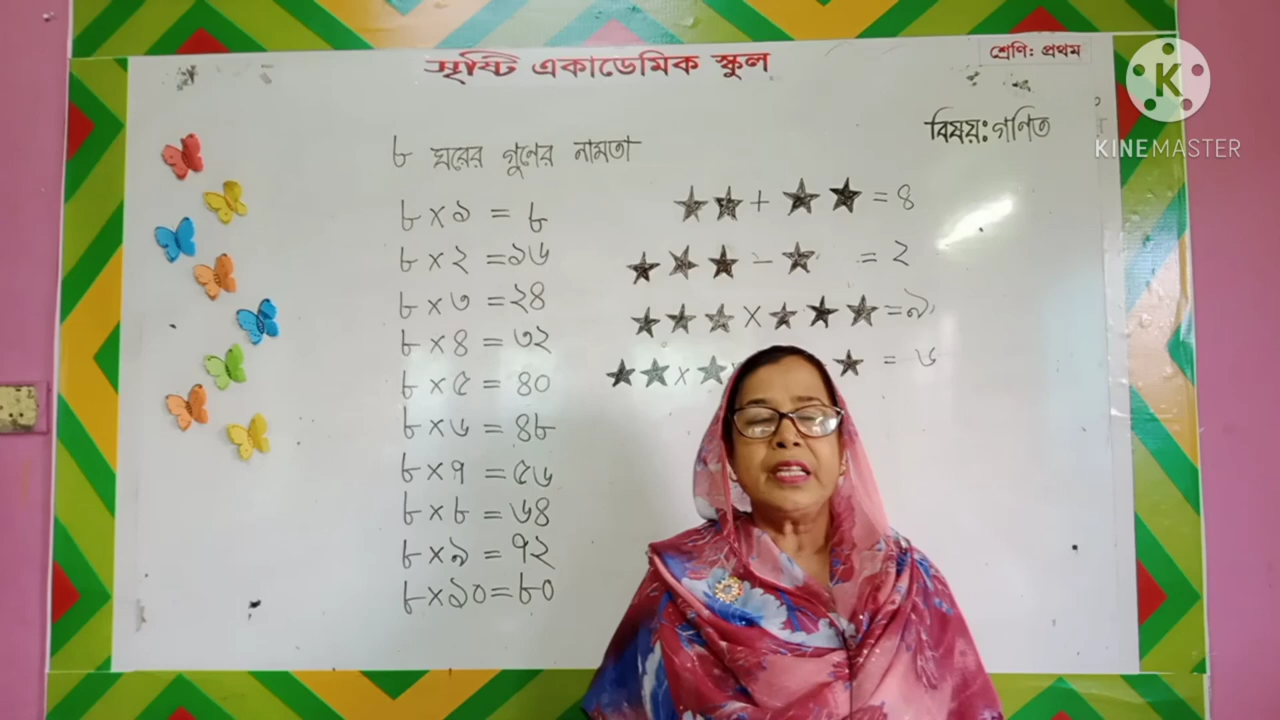 সৃষ্টি একাডেমিক স্কুল
শ্রেণি: প্রথম
বিষয়ঃ গণিত
৮ ঘরের গুণের নামতা
৮ × ১ = ৮
৮ × ২ = ১৬
৮ × ৩ = ২৪
৮ × ৪ = ৩২
৮ × ৫ = ৪০
৮ × ৬ = ৪৮
৮ × ৭ = ৫৬
৮ × ৮ = ৬৪
৮ × ৯ = ৭২
৮ × ১০ = ৮০
★★ + ★★ = ৪
★★★ − ★ = ২
★★★ × ★★★ = ৯
★★ × ★ ★ = ৬
K
KINEMASTER